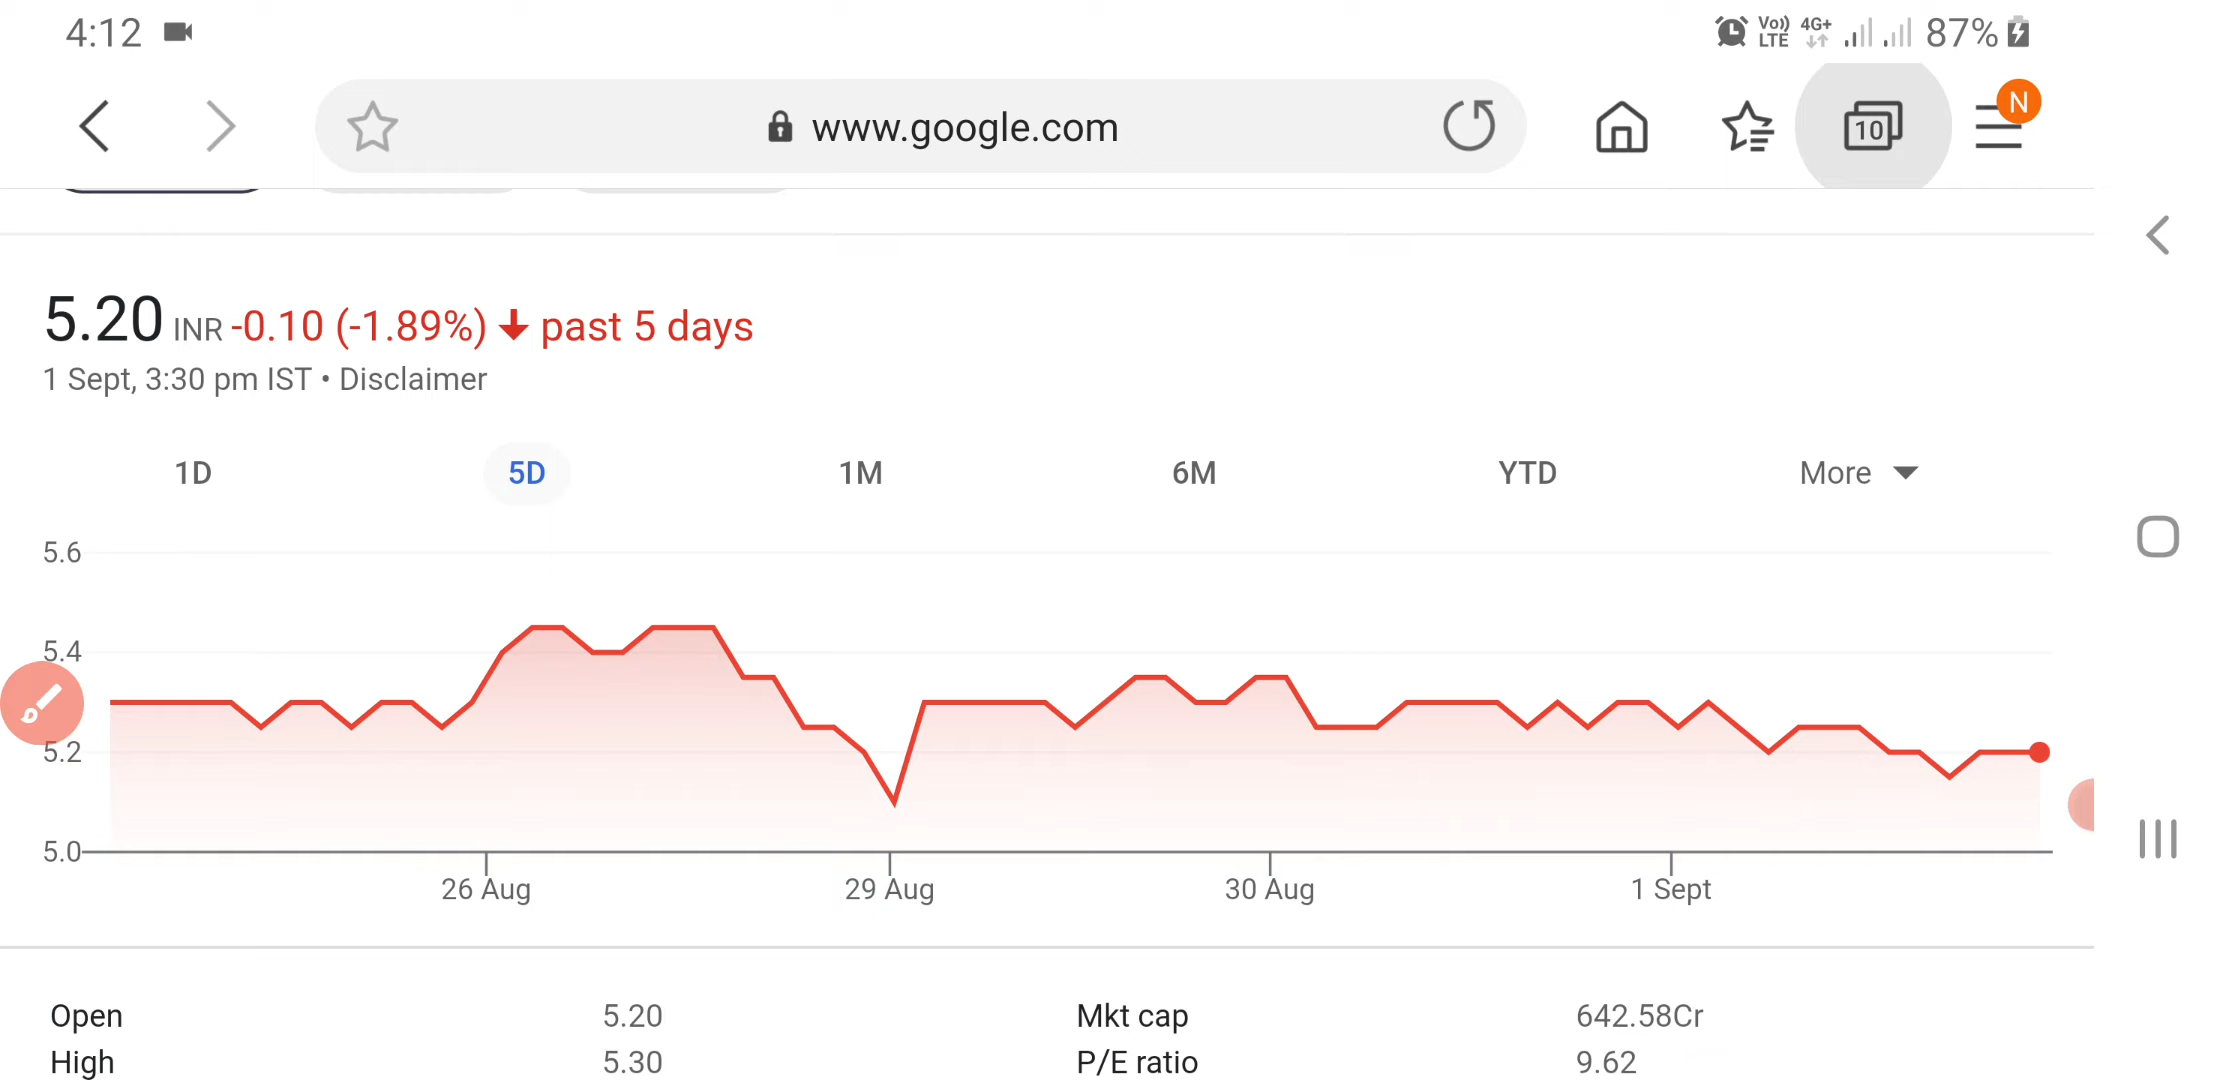 4:12
Vo)) LTE 4G+ 87%
www.google.com
10
N
5.20 INR -0.10 (-1.89%) past 5 days
1 Sept, 3:30 pm IST • Disclaimer
1D 5D 1M 6M YTD More
5.6
5.4
5.2
5.0
26 Aug 29 Aug 30 Aug 1 Sept
Open 5.20 Mkt cap 642.58Cr
High 5.30 P/E ratio 9.62